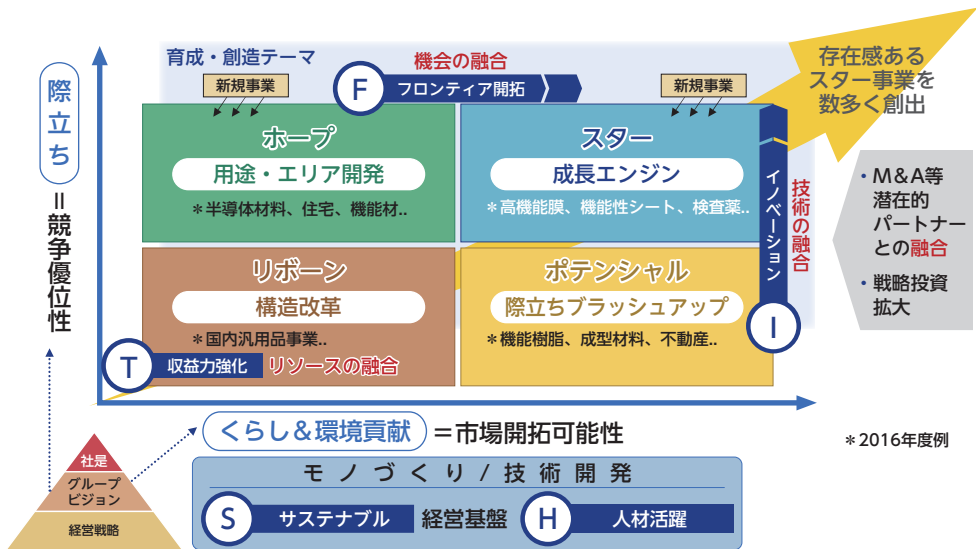 育成・創造テーマ
機会の融合
新規事業
F
フロンティア開拓
新規事業
存在感ある
スター事業を
数多く創出
際立ち
＝競争優位性
ホープ
用途・エリア開発
＊半導体材料、住宅、機能材..
スター
成長エンジン
＊高機能膜、機能性シート、検査薬..
イノベーション
技術の融合
I
・M&A等
潜在的
パートナー
との融合
・戦略投資
拡大
リボーン
構造改革
＊国内汎用品事業..
T
収益力強化
リソースの融合
ポテンシャル
際立ちブラッシュアップ
＊機能樹脂、成型材料、不動産..
くらし&環境貢献
＝市場開拓可能性
＊2016年度例
社是
グループ
ビジョン
経営戦略
モノづくり/技術開発
S
サステナブル
経営基盤
H
人材活躍